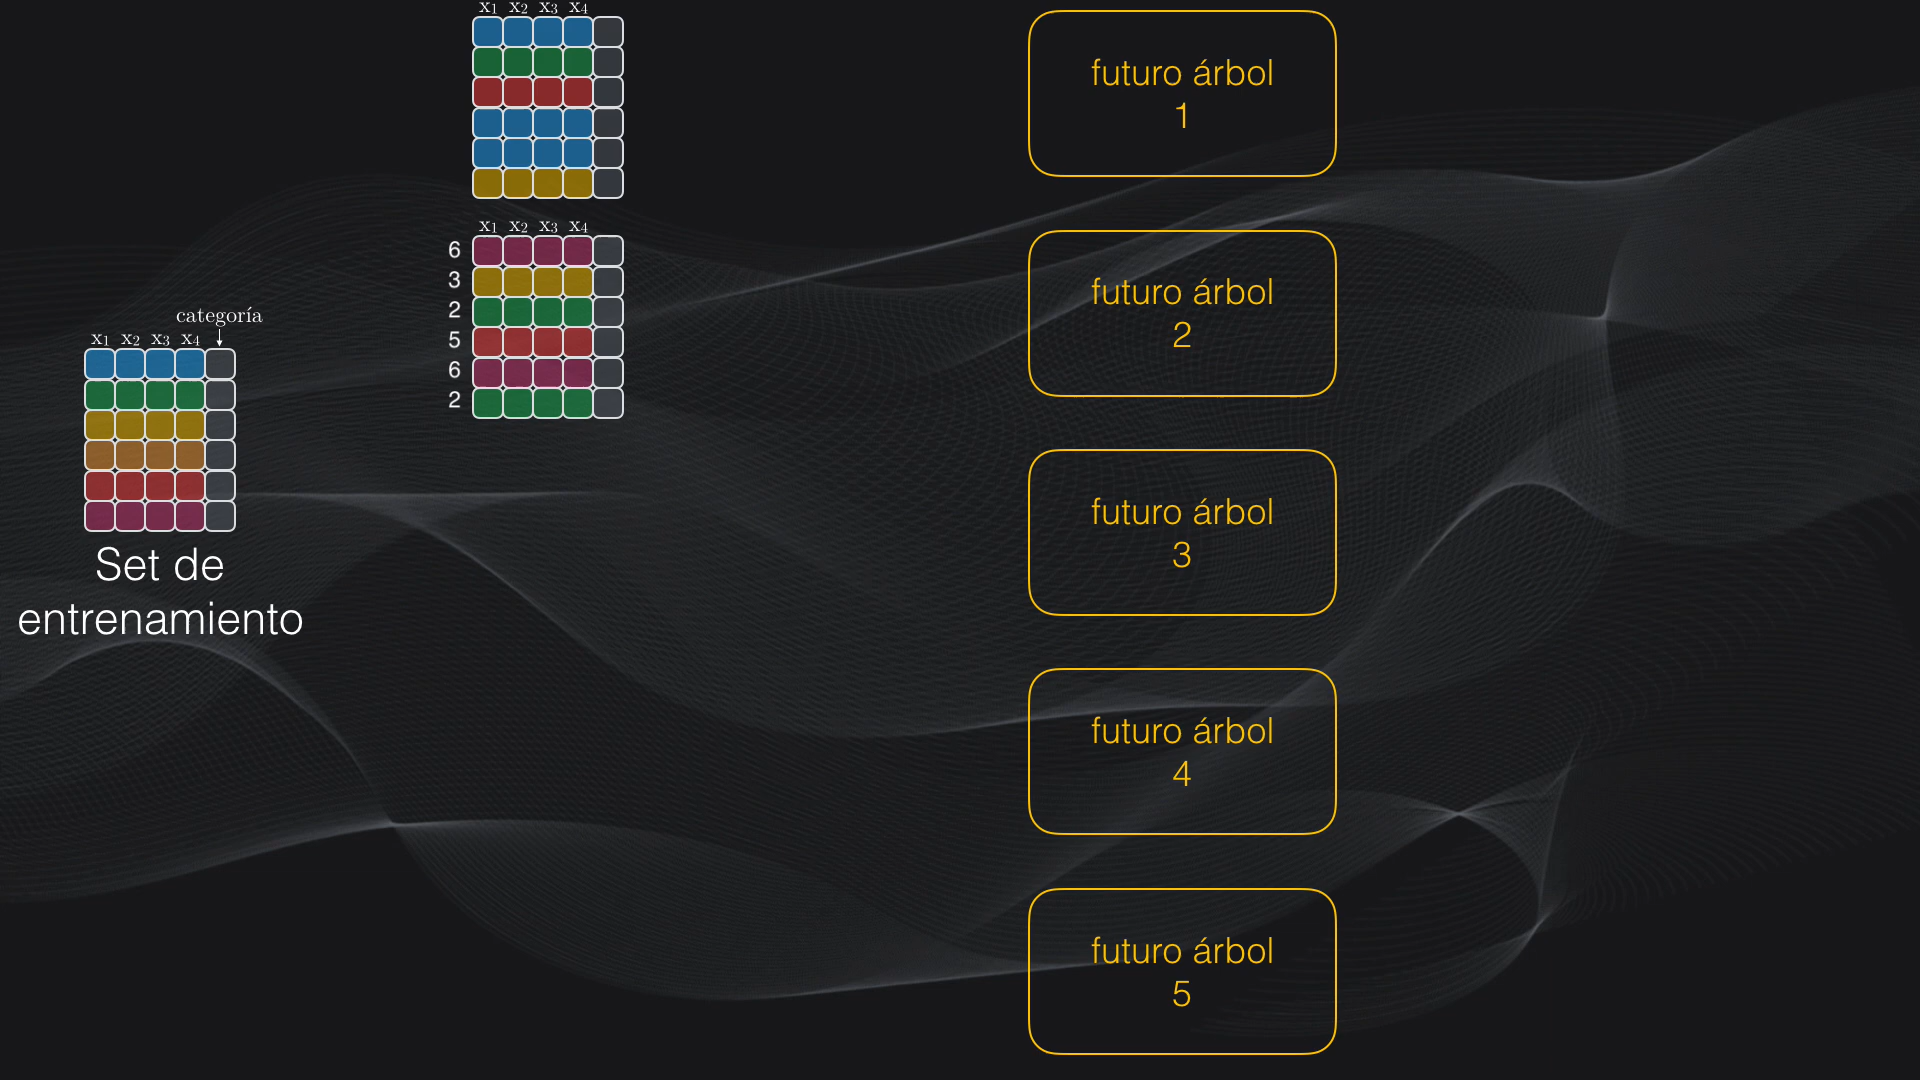 x₁ x₂ x₃ x₄
x₁ x₂ x₃ x₄
6
3
2
5
6
2
categoría
x₁ x₂ x₃ x₄
Set de
entrenamiento
futuro árbol
1
futuro árbol
2
futuro árbol
3
futuro árbol
4
futuro árbol
5